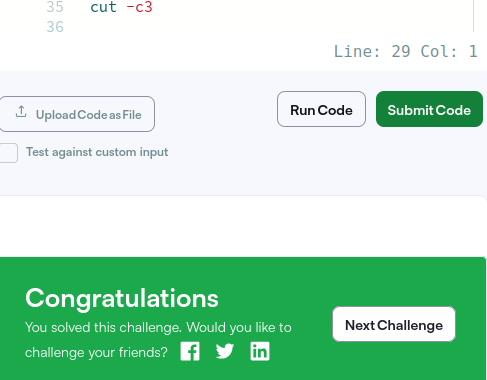 35 cut -c3
36
Line: 29 Col: 1
Upload Code as File
Run Code
Submit Code
Test against custom input
Congratulations
You solved this challenge. Would you like to
challenge your friends?
Next Challenge